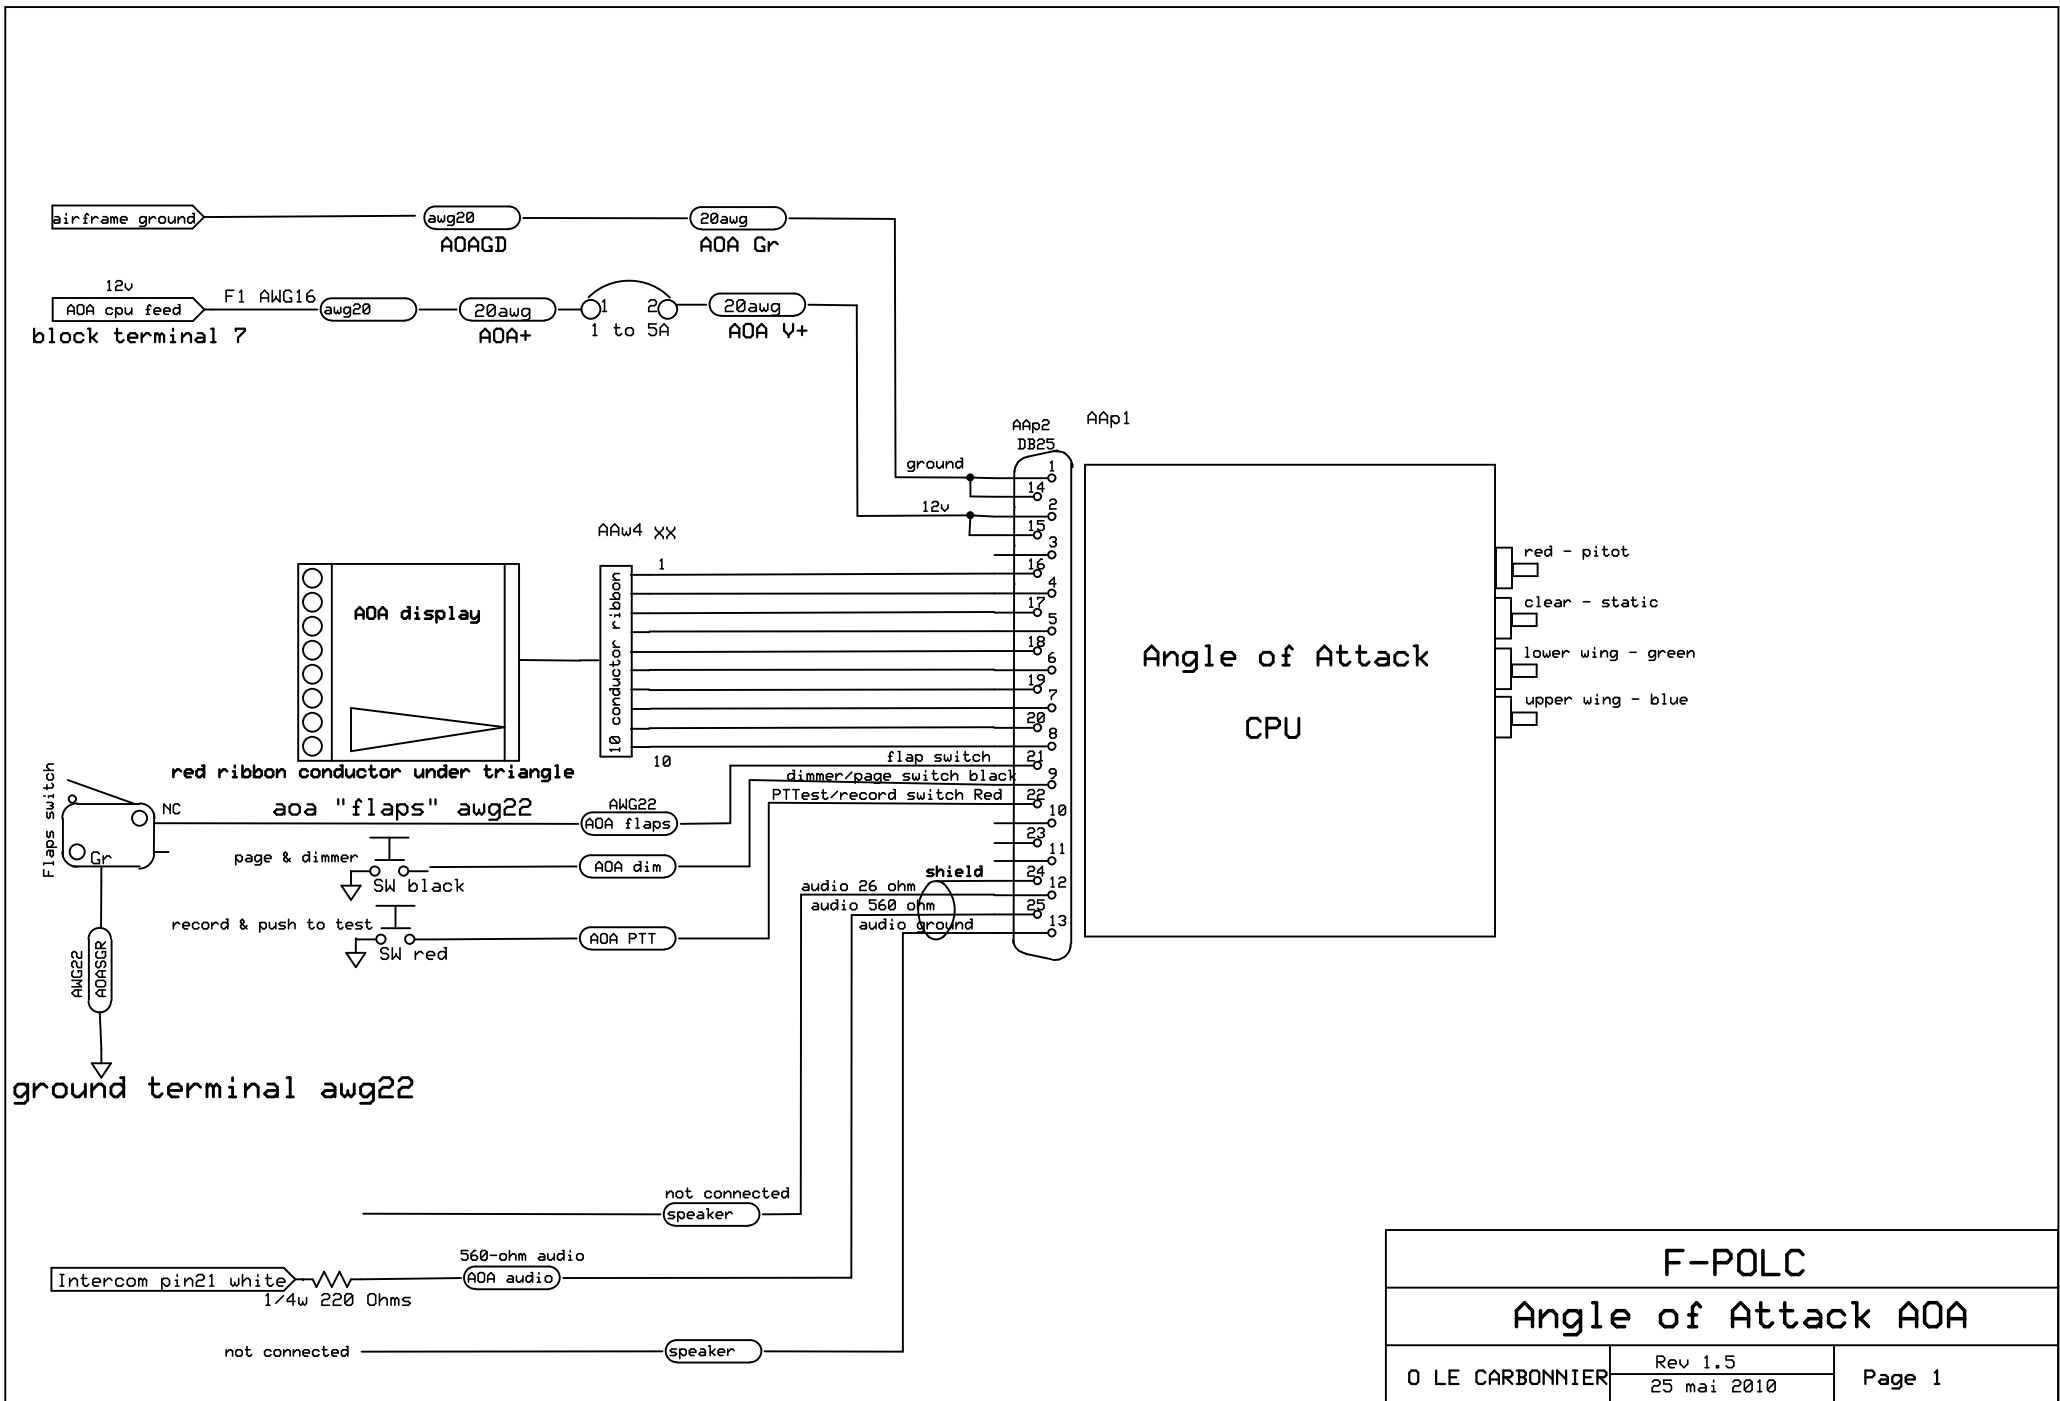 airframe ground
awg20
AOAGD
20awg
AOA Gr
12v
AOA cpu feed
block terminal 7
F1 AWG16
awg20
20awg
AOA+
1
2
1 to 5A
20awg
AOA V+
AAp2
DB25
AAp1
ground
12v
1
14
2
15
3
16
4
17
5
18
6
19
7
20
8
21
9
22
10
23
11
24
12
25
13
AAw4 XX
1
10 conductor ribbon
10
AOA display
red ribbon conductor under triangle
Angle of Attack
CPU
red - pitot
clear - static
lower wing - green
upper wing - blue
flap switch
dimmer/page switch black
PTTest/record switch Red
Flaps switch
NC
Gr
aoa "flaps" awg22
AWG22
AOA flaps
page & dimmer
SW black
AOA dim
record & push to test
SW red
AOA PTT
shield
audio 26 ohm
audio 560 ohm
audio ground
AWG22
AOASGR
ground terminal awg22
not connected
speaker
Intercom pin21 white
1/4w 220 Ohms
560-ohm audio
AOA audio
not connected
speaker
F-POLC
Angle of Attack AOA
O LE CARBONNIER
Rev 1.5
25 mai 2010
Page 1